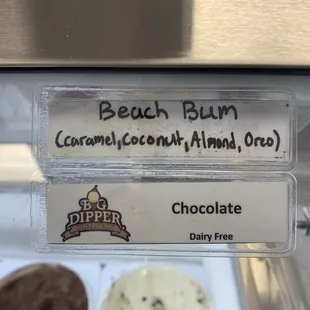 Beach Bum
(Caramel, Coconut, Almond, Oreo)
BIG
DIPPER
Chocolate
Dairy Free